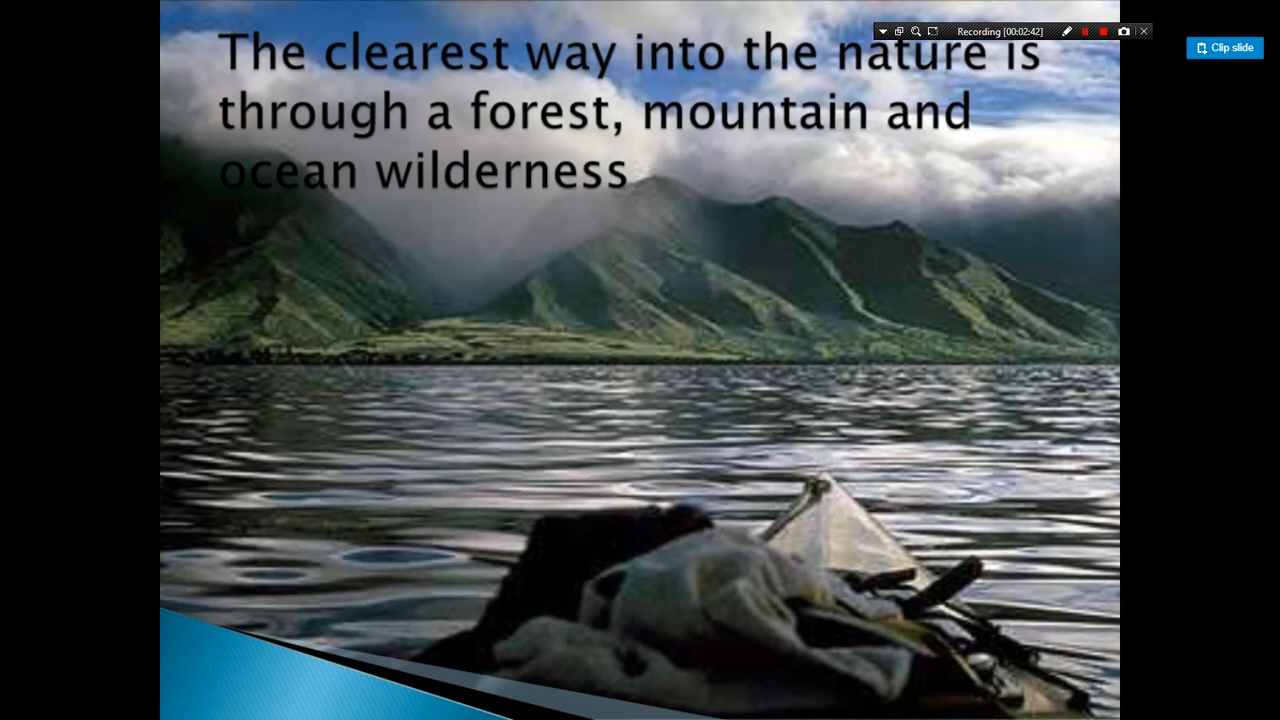 Recording [00:02:42]
Clip slide
The clearest way into the nature is
through a forest, mountain and
ocean wilderness